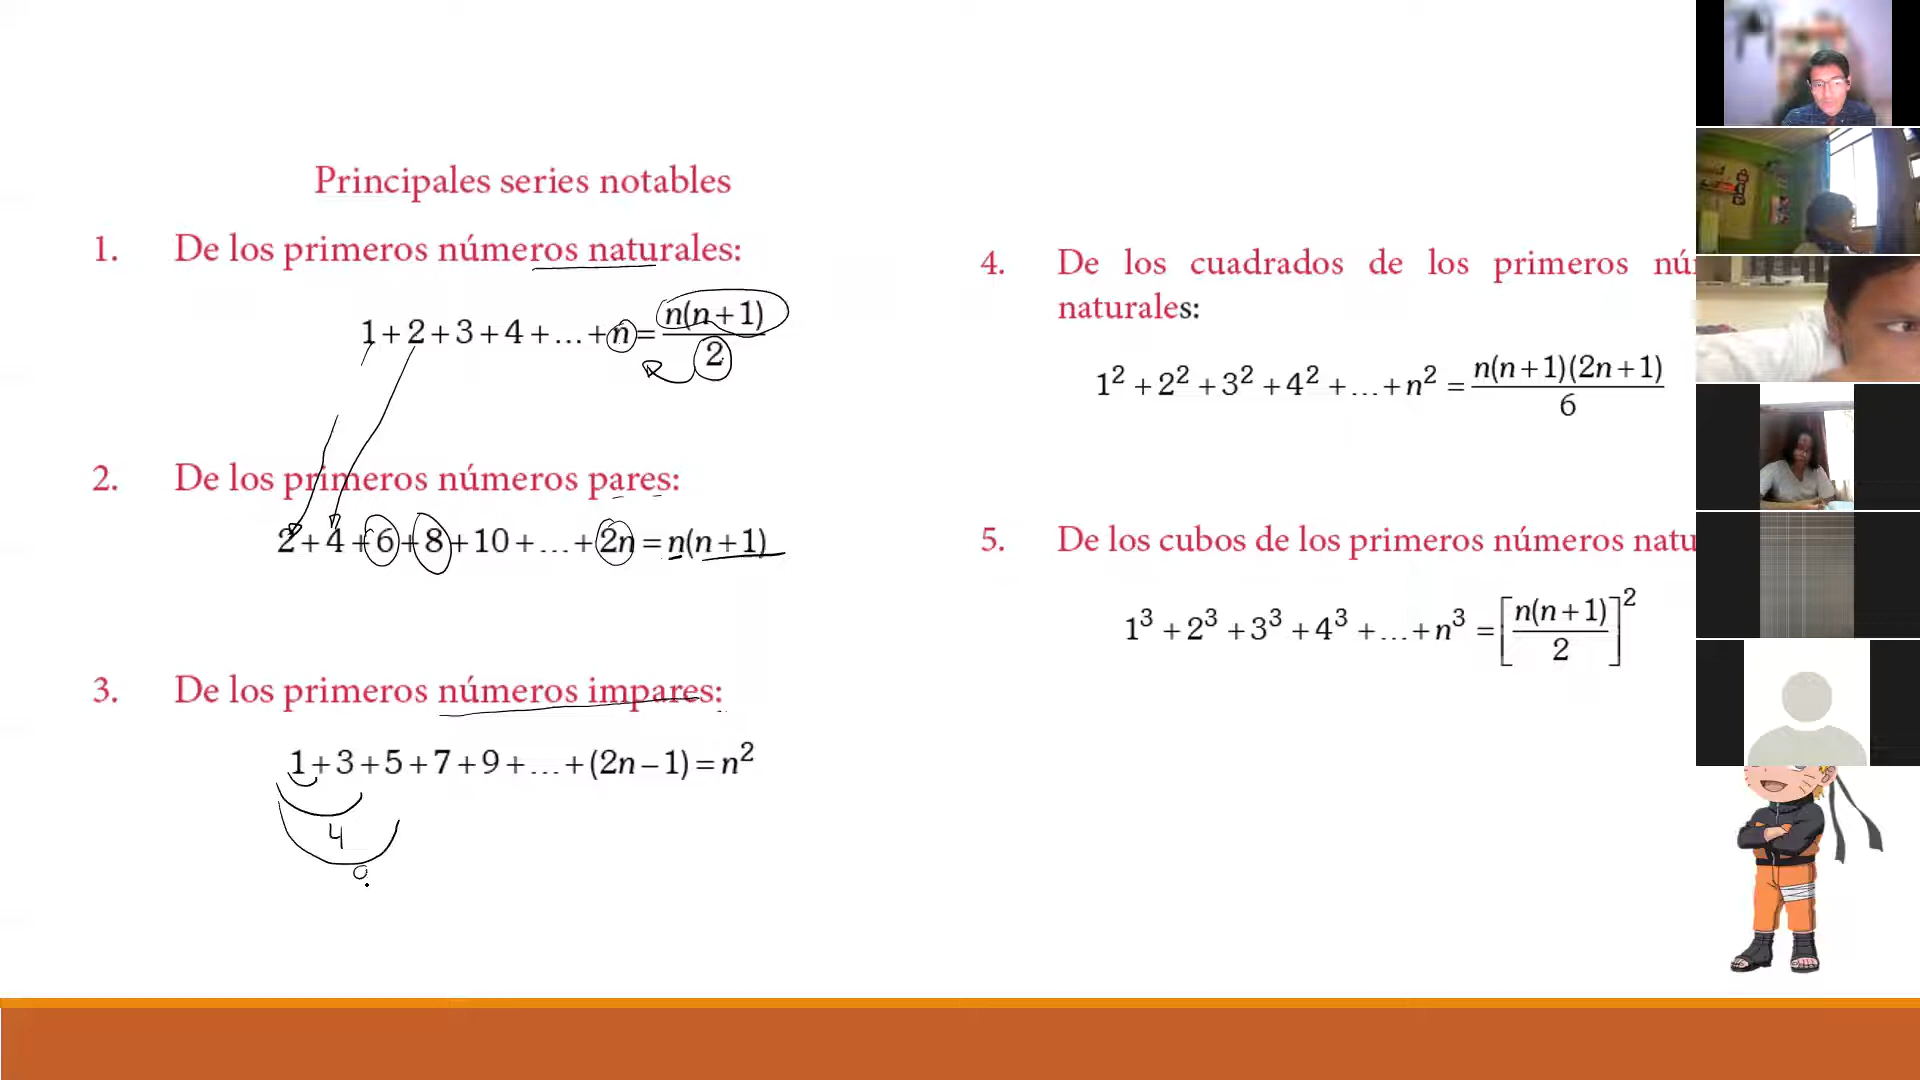 Principales series notables
1. De los primeros números naturales:
1+2+3+4+...+n=n(n+1)/2
2. De los primeros números pares:
2+4+6+8+10+...+2n=n(n+1)
3. De los primeros números impares:
1+3+5+7+9+...+(2n−1)=n²
4
4. De los cuadrados de los primeros nú
naturales:
1²+2²+3²+4²+...+n²=n(n+1)(2n+1)/6
5. De los cubos de los primeros números natu
1³+2³+3³+4³+...+n³=[n(n+1)/2]²